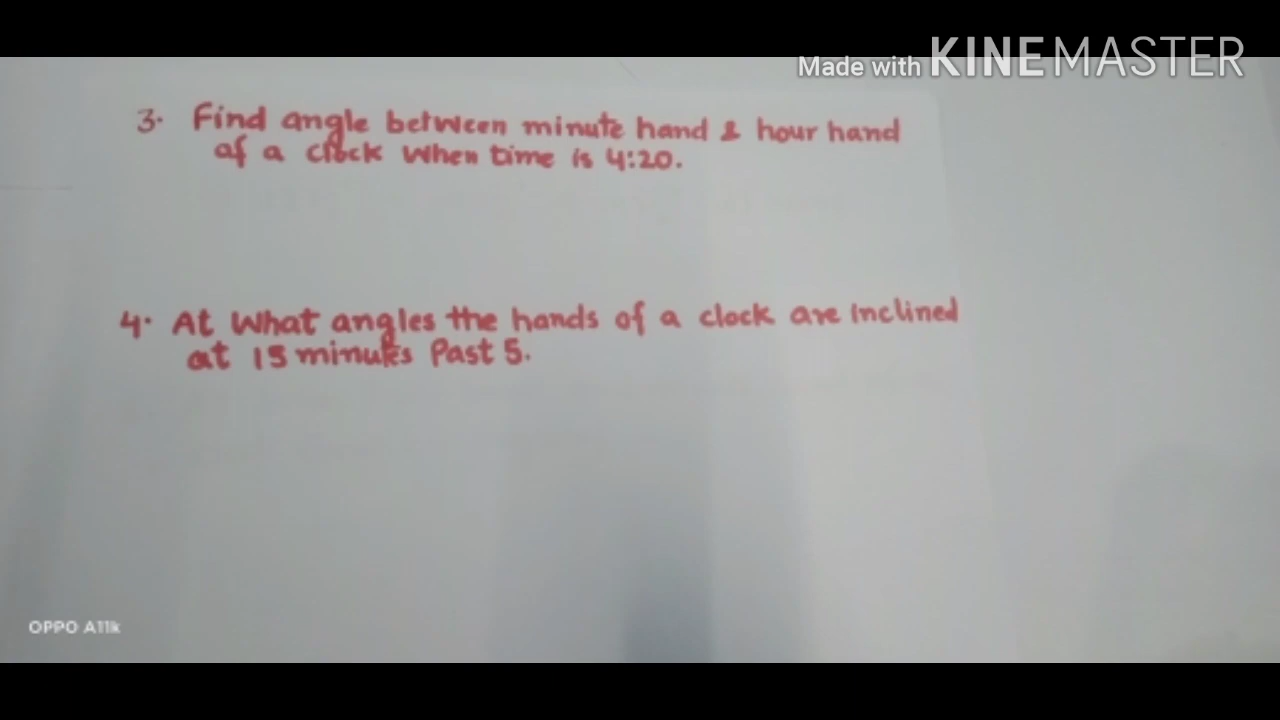 Made with KINEMASTER
3. Find angle between minute hand & hour hand
of a clock when time is 4:20.
4. At what angles the hands of a clock are inclined
at 15 minutes Past 5.
OPPO A11k